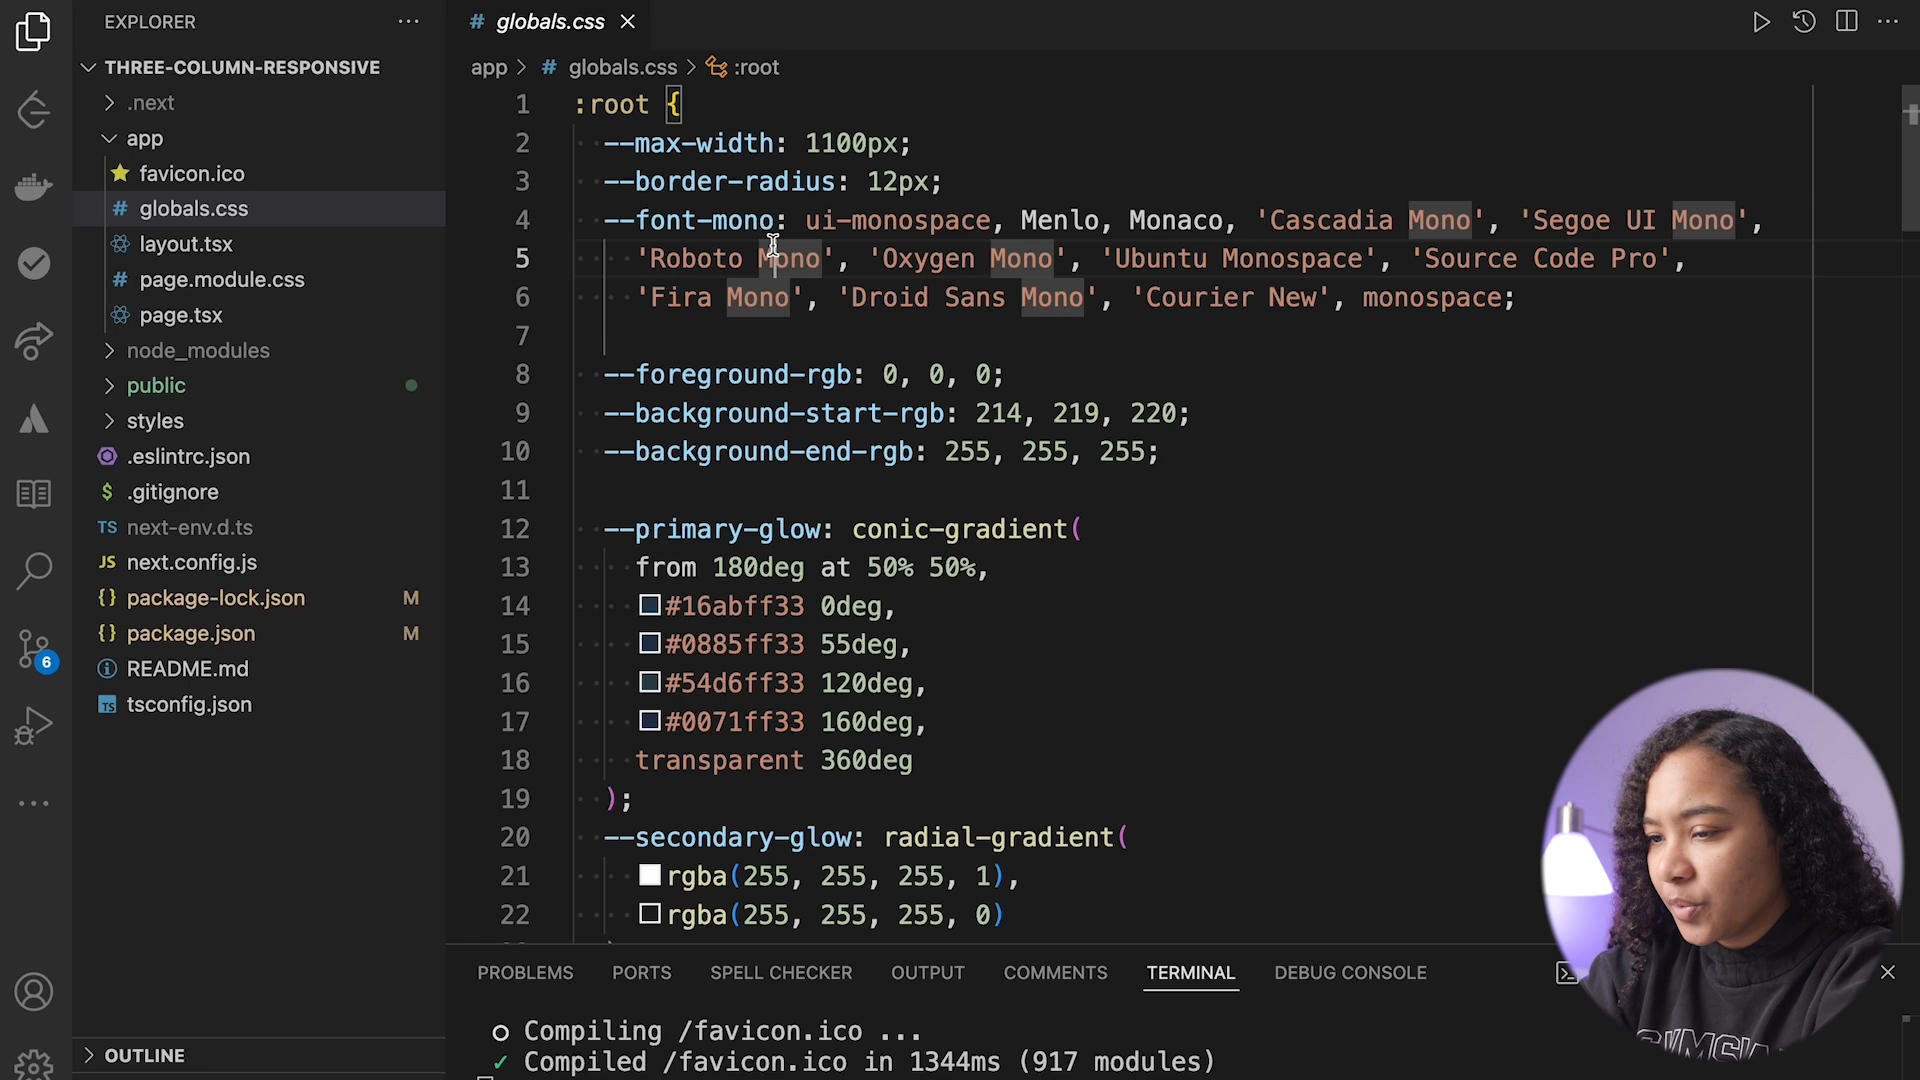 EXPLORER
THREE-COLUMN-RESPONSIVE
.next
app
favicon.ico
# globals.css
layout.tsx
# page.module.css
page.tsx
node_modules
public
styles
.eslintrc.json
$ .gitignore
TS next-env.d.ts
JS next.config.js
{} package-lock.json M
{} package.json M
README.md
TS tsconfig.json
6
OUTLINE
# globals.css
app > # globals.css > :root
1 :root {
2 --max-width: 1100px;
3 --border-radius: 12px;
4 --font-mono: ui-monospace, Menlo, Monaco, 'Cascadia Mono', 'Segoe UI Mono',
5 'Roboto Mono', 'Oxygen Mono', 'Ubuntu Monospace', 'Source Code Pro',
6 'Fira Mono', 'Droid Sans Mono', 'Courier New', monospace;
7
8 --foreground-rgb: 0, 0, 0;
9 --background-start-rgb: 214, 219, 220;
10 --background-end-rgb: 255, 255, 255;
11
12 --primary-glow: conic-gradient(
13 from 180deg at 50% 50%,
14 #16abff33 0deg,
15 #0885ff33 55deg,
16 #54d6ff33 120deg,
17 #0071ff33 160deg,
18 transparent 360deg
19 );
20 --secondary-glow: radial-gradient(
21 rgba(255, 255, 255, 1),
22 rgba(255, 255, 255, 0)
PROBLEMS PORTS SPELL CHECKER OUTPUT COMMENTS TERMINAL DEBUG CONSOLE
○ Compiling /favicon.ico ...
✓ Compiled /favicon.ico in 1344ms (917 modules)